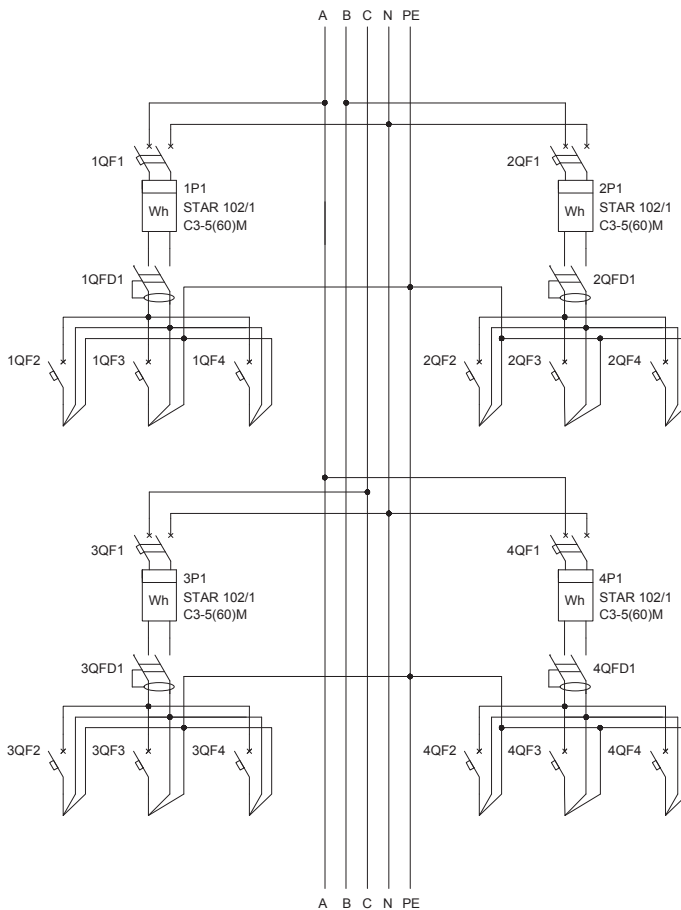 A B C N PE
1QF1
1P1
STAR 102/1
C3-5(60)M
Wh
1QFD1
1QF2
1QF3
1QF4
2QF1
2P1
STAR 102/1
C3-5(60)M
Wh
2QFD1
2QF2
2QF3
2QF4
3QF1
3P1
STAR 102/1
C3-5(60)M
Wh
3QFD1
3QF2
3QF3
3QF4
4QF1
4P1
STAR 102/1
C3-5(60)M
Wh
4QFD1
4QF2
4QF3
4QF4
A B C N PE